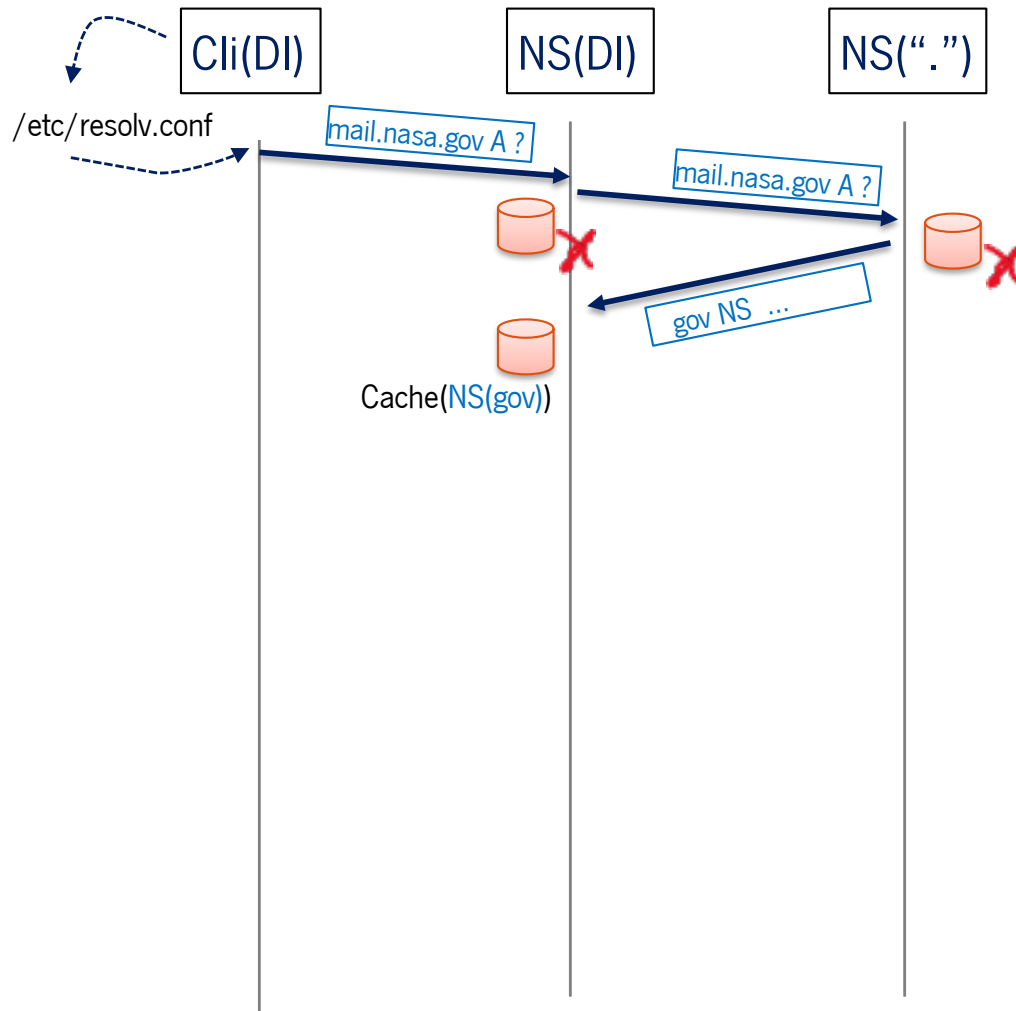 Cli(DI)
NS(DI)
NS(“.”)
/etc/resolv.conf
mail.nasa.gov A ?
mail.nasa.gov A ?
gov NS ...
Cache(NS(gov))